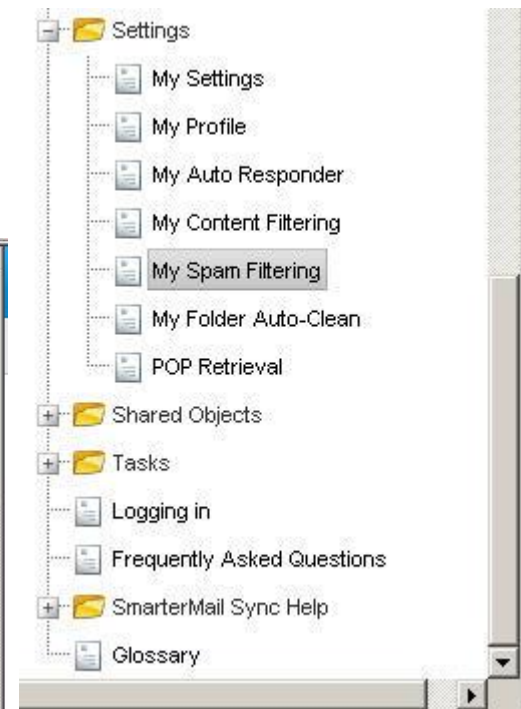 Settings
My Settings
My Profile
My Auto Responder
My Content Filtering
My Spam Filtering
My Folder Auto-Clean
POP Retrieval
Shared Objects
Tasks
Logging in
Frequently Asked Questions
SmarterMail Sync Help
Glossary